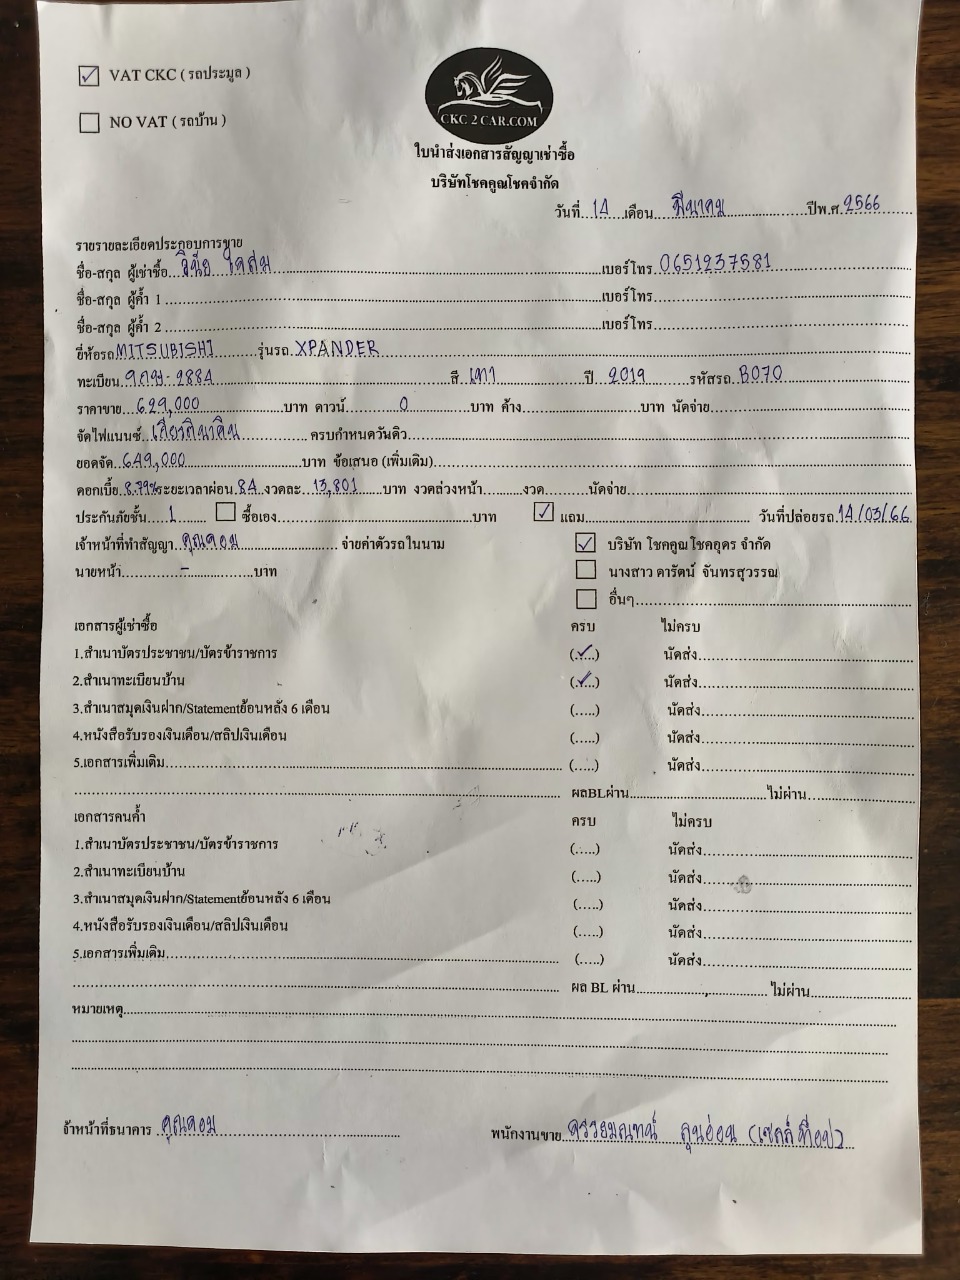 VAT CKC ( รถประมูล )
NO VAT ( รถบ้าน )
CKC 2 CAR.COM
ใบนำส่งเอกสารสัญญาเช่าซื้อ
บริษัทโชคคูณโชคจำกัด
วันที่ 14 เดือน มีนาคม ปีพ.ศ. 2566
รายรายละเอียดประกอบการขาย
ชื่อ-สกุล ผู้เช่าซื้อ วินัย ใจสม เบอร์โทร 0651237581
ชื่อ-สกุล ผู้ค้ำ 1 เบอร์โทร
ชื่อ-สกุล ผู้ค้ำ 2 เบอร์โทร
ยี่ห้อรถ MITSUBISHI รุ่นรถ XPANDER
ทะเบียน -2884 สี เทา ปี 2019 รหัสรถ B070
ราคาขาย 629,000 บาท ดาวน์ 0 บาท ค้าง บาท นัดจ่าย
จัดไฟแนนซ์ เกียรตินาคิน ครบกำหนดวันดิว
ยอดจัด 649,000 บาท ข้อเสนอ (เพิ่มเติม)
ดอกเบี้ย 8.79% ระยะเวลาผ่อน 84 งวดละ 13,801 บาท งวดล่วงหน้า งวด นัดจ่าย
ประกันภัยชั้น 1 ซื้อเอง บาท แถม วันที่ปล่อยรถ 14/03/66
เจ้าหน้าที่ทำสัญญา คุณคอม จ่ายค่าตัวรถในนาม บริษัท โชคคูณโชคอุดร จำกัด
นายหน้า - บาท นางสาว ดารัตน์ จันทรสุวรรณ
อื่นๆ
เอกสารผู้เช่าซื้อ ครบ ไม่ครบ
1.สำเนาบัตรประชาชน/บัตรข้าราชการ (.....) นัดส่ง
2.สำเนาทะเบียนบ้าน (.....) นัดส่ง
3.สำเนาสมุดเงินฝาก/Statementย้อนหลัง 6 เดือน (.....) นัดส่ง
4.หนังสือรับรองเงินเดือน/สลิปเงินเดือน (.....) นัดส่ง
5.เอกสารเพิ่มเติม (.....) นัดส่ง
ผลBLผ่าน ไม่ผ่าน
เอกสารคนค้ำ ครบ ไม่ครบ
1.สำเนาบัตรประชาชน/บัตรข้าราชการ (.....) นัดส่ง
2.สำเนาทะเบียนบ้าน (.....) นัดส่ง
3.สำเนาสมุดเงินฝาก/Statementย้อนหลัง 6 เดือน (.....) นัดส่ง
4.หนังสือรับรองเงินเดือน/สลิปเงินเดือน (.....) นัดส่ง
5.เอกสารเพิ่มเติม (.....) นัดส่ง
ผล BL ผ่าน ไม่ผ่าน
หมายเหตุ
จ้าหน้าที่ธนาคาร คุณคอม พนักงานขาย